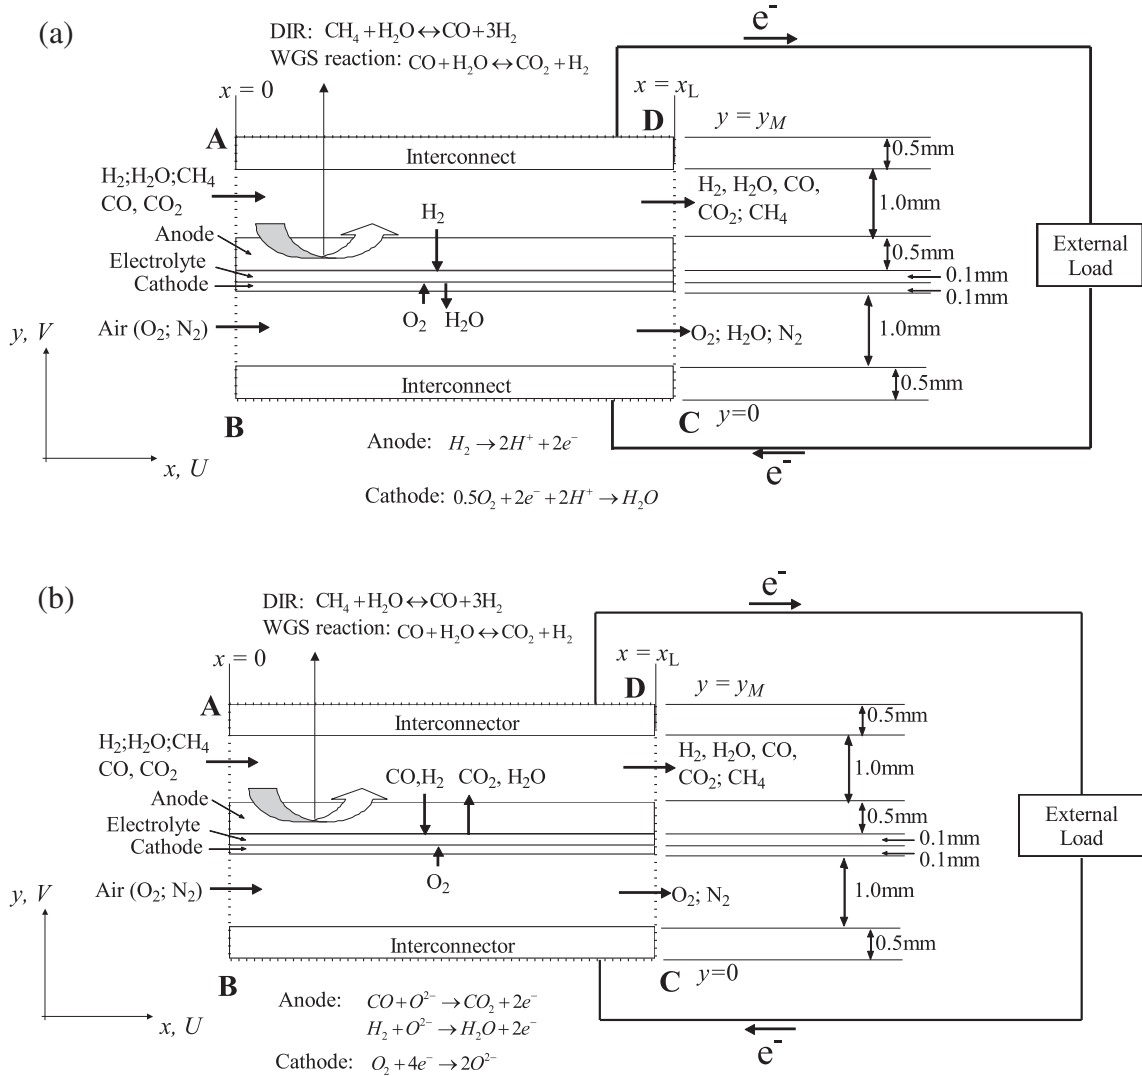 (a)
e-
DIR: CH₄+H₂O↔CO+3H₂
WGS reaction: CO+H₂O↔CO₂+H₂
x = 0
x = x_L
A
D
y = y_M
Interconnect
0.5mm
H₂;H₂O;CH₄
CO, CO₂
H₂
H₂, H₂O, CO,
CO₂; CH₄
1.0mm
Anode
Electrolyte
Cathode
0.5mm
0.1mm
0.1mm
External
Load
O₂
H₂O
y, V
Air (O₂; N₂)
O₂; H₂O; N₂
1.0mm
Interconnect
0.5mm
B
C
y=0
x, U
Anode: H₂→2H⁺+2e⁻
e-
Cathode: 0.5O₂+2e⁻+2H⁺→H₂O
(b)
e-
DIR: CH₄+H₂O↔CO+3H₂
WGS reaction: CO+H₂O↔CO₂+H₂
x = 0
x = x_L
A
D
y = y_M
Interconnector
0.5mm
H₂;H₂O;CH₄
CO, CO₂
CO,H₂
CO₂, H₂O
H₂, H₂O, CO,
CO₂; CH₄
1.0mm
Anode
Electrolyte
Cathode
0.5mm
0.1mm
0.1mm
External
Load
O₂
y, V
Air (O₂; N₂)
O₂; N₂
1.0mm
Interconnector
0.5mm
B
C
y=0
x, U
Anode: CO+O²⁻→CO₂+2e⁻
H₂+O²⁻→H₂O+2e⁻
e-
Cathode: O₂+4e⁻→2O²⁻